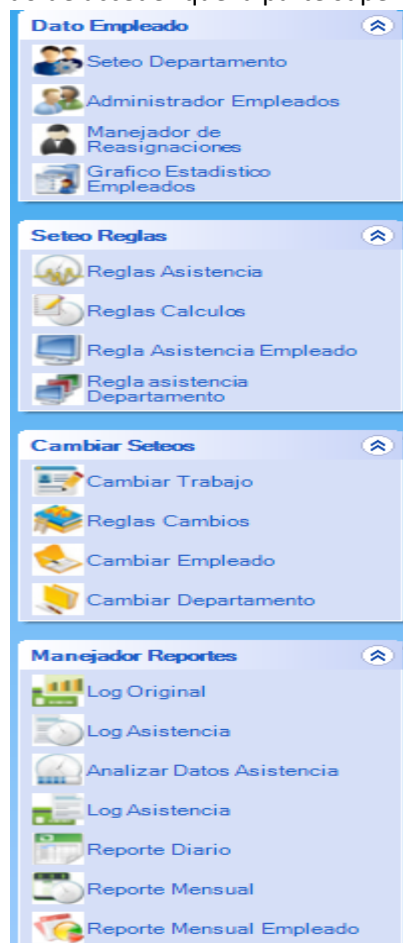 Dato Empleado
Seteo Departamento
Administrador Empleados
Manejador de
Reasignaciones
Grafico Estadistico
Empleados
Seteo Reglas
Reglas Asistencia
Reglas Calculos
Regla Asistencia Empleado
Regla asistencia
Departamento
Cambiar Seteos
Cambiar Trabajo
Reglas Cambios
Cambiar Empleado
Cambiar Departamento
Manejador Reportes
Log Original
Log Asistencia
Analizar Datos Asistencia
Log Asistencia
Reporte Diario
Reporte Mensual
Reporte Mensual Empleado